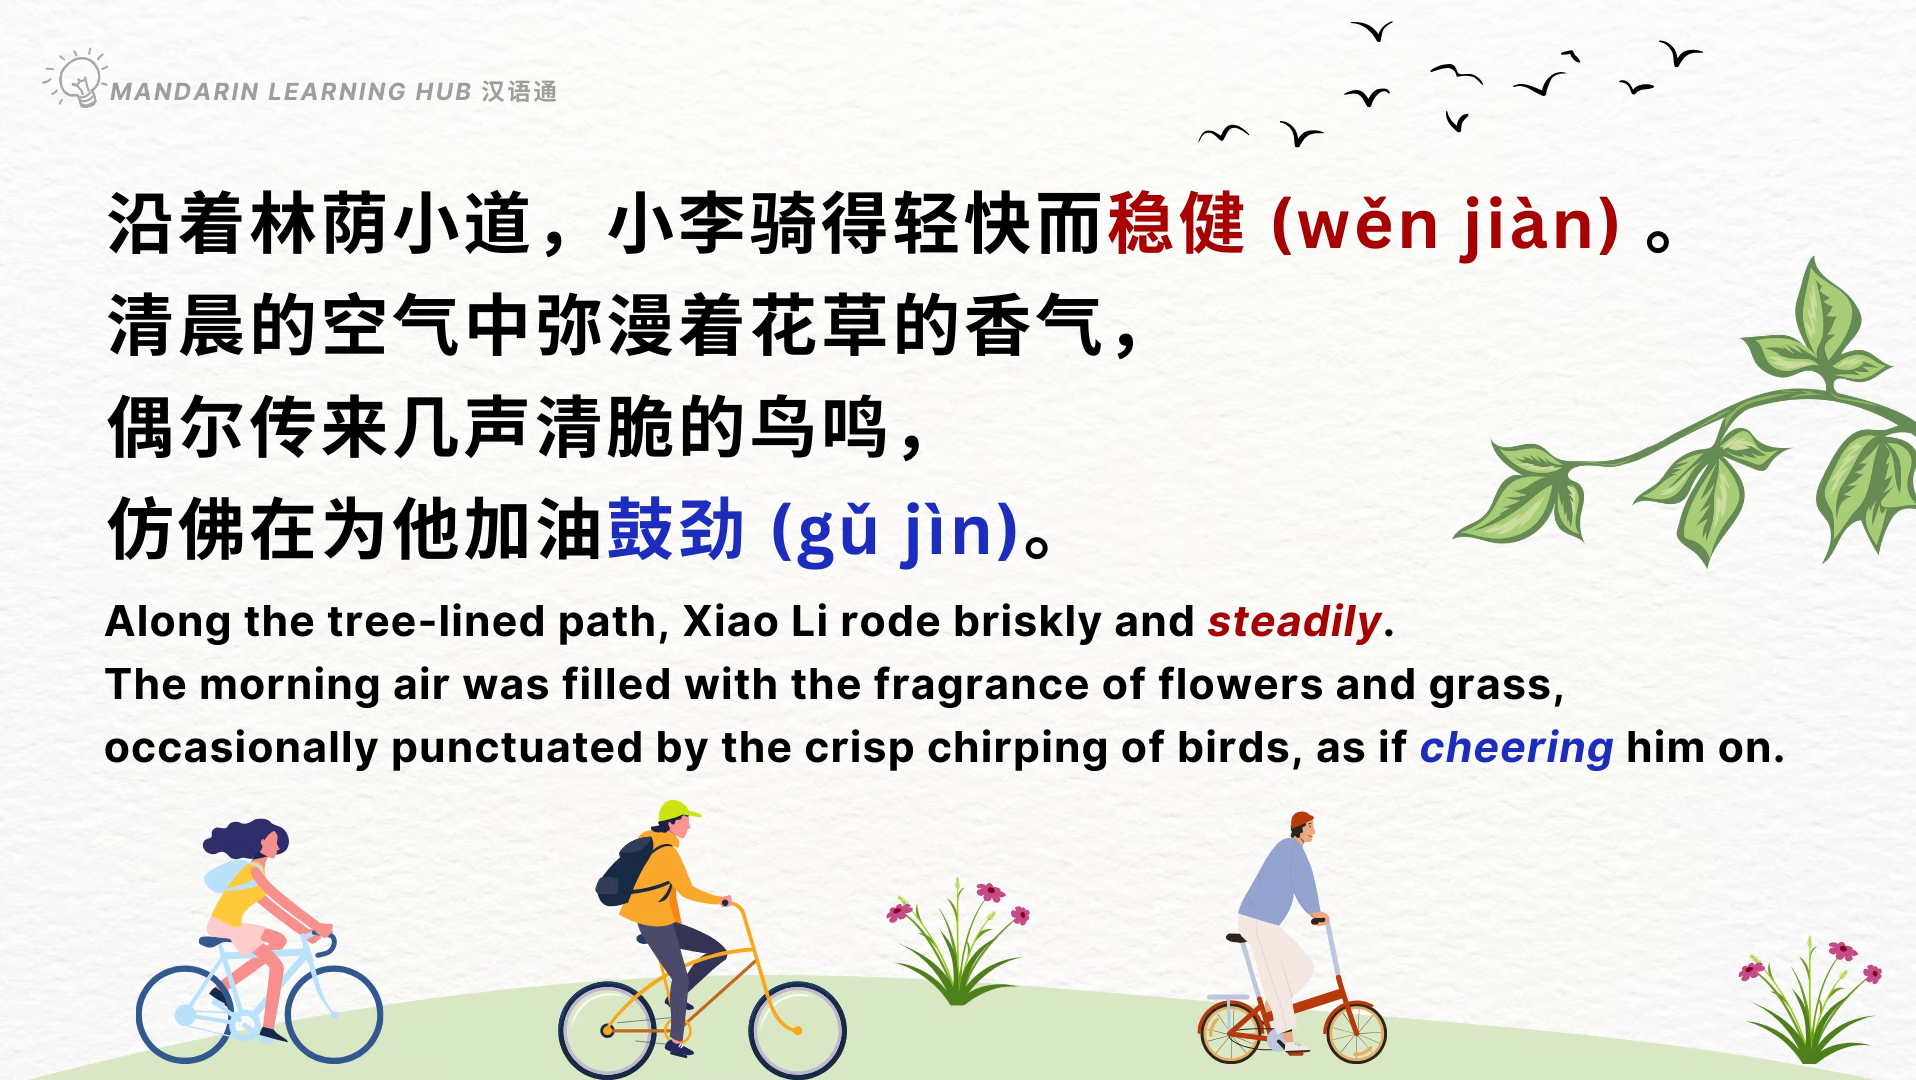 MANDARIN LEARNING HUB 汉语通
沿着林荫小道，小李骑得轻快而稳健 (wěn jiàn) 。
清晨的空气中弥漫着花草的香气，
偶尔传来几声清脆的鸟鸣，
仿佛在为他加油鼓劲 (gǔ jìn)。
Along the tree-lined path, Xiao Li rode briskly and steadily.
The morning air was filled with the fragrance of flowers and grass,
occasionally punctuated by the crisp chirping of birds, as if cheering him on.